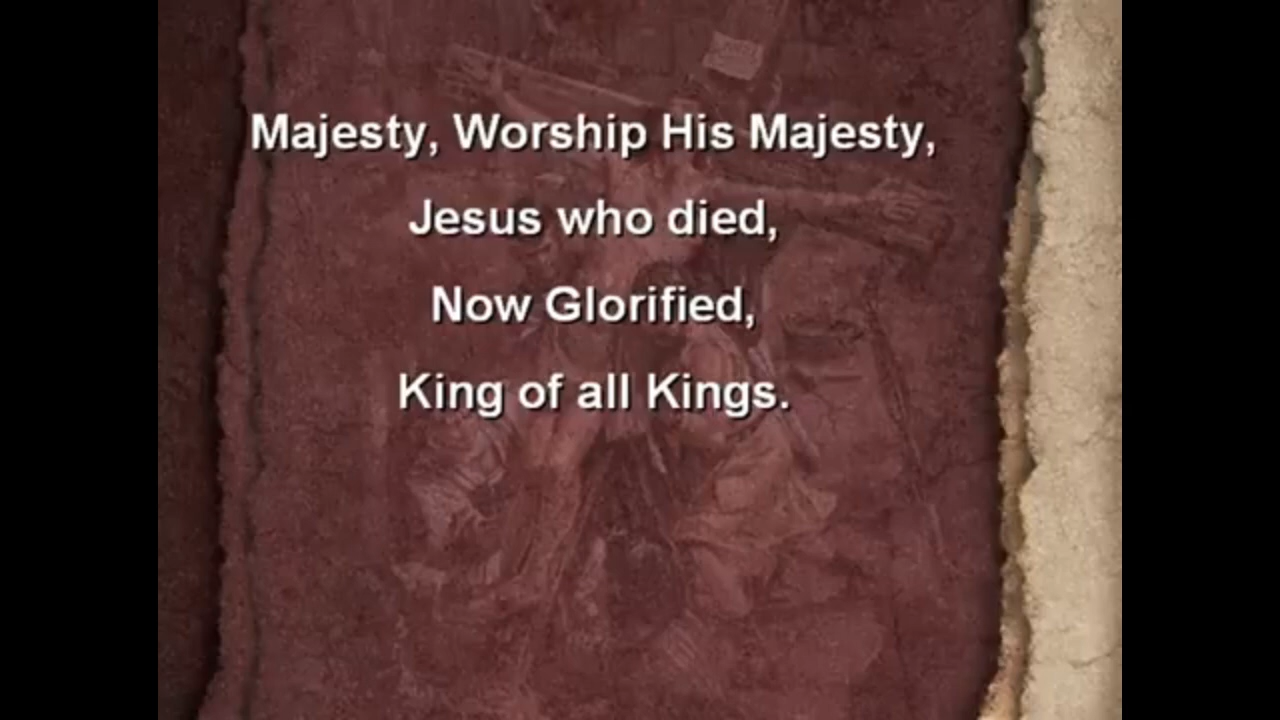 Majesty, Worship His Majesty,
Jesus who died,
Now Glorified,
King of all Kings.